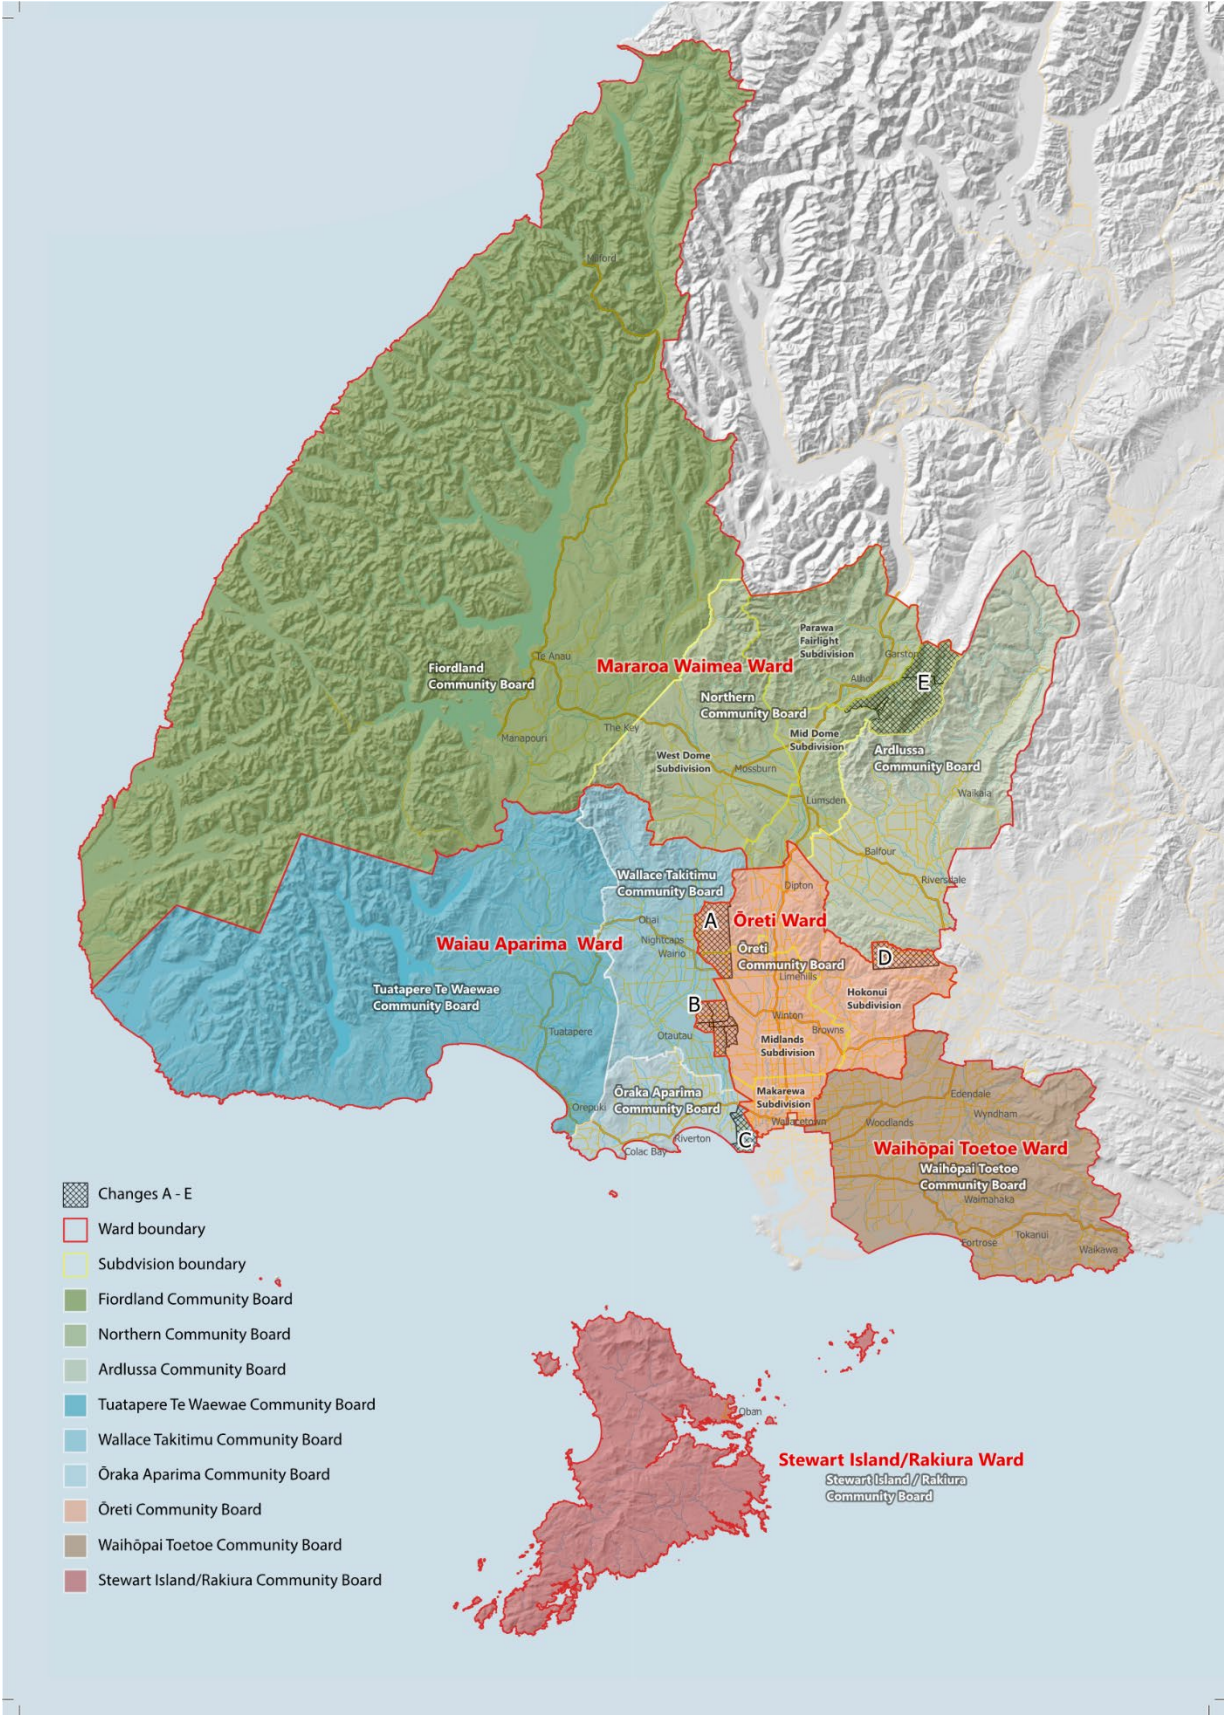 Milford
Parawa
Fairlight
Subdivision
Garston
Te Anau
Mararoa Waimea Ward
Fiordland
Community Board
Athol
E
Northern
Community Board
The Key
Manapouri
Mid Dome
Subdivision
West Dome
Subdivision
Mossburn
Ardlussa
Community Board
Waikaia
Lumsden
Balfour
Riversdale
Wallace Takitimu
Community Board
Dipton
A
Ōreti Ward
Ohai
Nightcaps
Wairio
Waiau Aparima Ward
Ōreti
Community Board
Limehills
D
Tuatapere Te Waewae
Community Board
Hokonui
Subdivision
B
Winton
Browns
Tuatapere
Otautau
Midlands
Subdivision
Ōraka Aparima
Community Board
Makarewa
Subdivision
Edendale
Wyndham
Orepuki
Wallacetown
Woodlands
Riverton
C
Colac Bay
Waihōpai Toetoe Ward
Waihōpai Toetoe
Community Board
Waimahaka
Fortrose
Tokanui
Waikawa
Changes A - E
Ward boundary
Subdvision boundary
Fiordland Community Board
Northern Community Board
Ardlussa Community Board
Tuatapere Te Waewae Community Board
Wallace Takitimu Community Board
Ōraka Aparima Community Board
Ōreti Community Board
Waihōpai Toetoe Community Board
Stewart Island/Rakiura Community Board
Oban
Stewart Island/Rakiura Ward
Stewart Island / Rakiura
Community Board